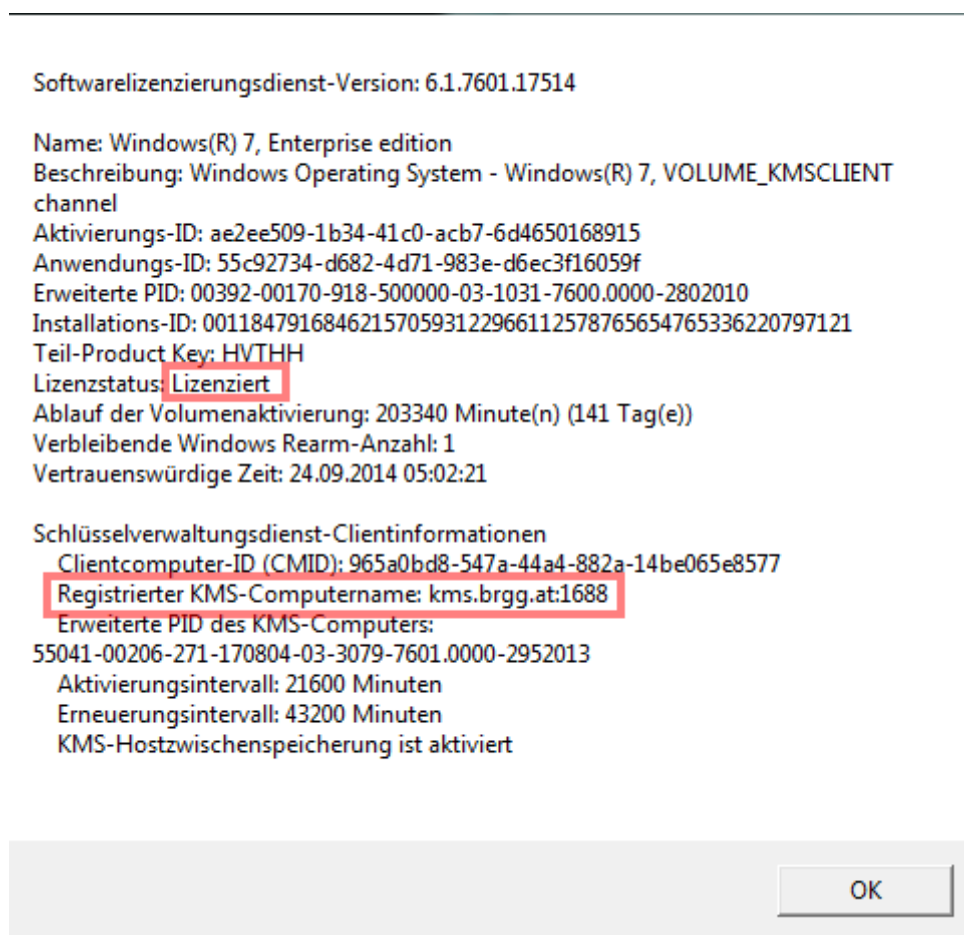 Softwarelizenzierungsdienst-Version: 6.1.7601.17514
Name: Windows(R) 7, Enterprise edition
Beschreibung: Windows Operating System - Windows(R) 7, VOLUME_KMSCLIENT
channel
Aktivierungs-ID: ae2ee509-1b34-41c0-acb7-6d4650168915
Anwendungs-ID: 55c92734-d682-4d71-983e-d6ec3f16059f
Erweiterte PID: 00392-00170-918-500000-03-1031-7600.0000-2802010
Installations-ID: 001184791684621570593122966112578765654765336220797121
Teil-Product Key: HVTHH
Lizenzstatus: Lizenziert
Ablauf der Volumenaktivierung: 203340 Minute(n) (141 Tag(e))
Verbleibende Windows Rearm-Anzahl: 1
Vertrauenswürdige Zeit: 24.09.2014 05:02:21
Schlüsselverwaltungsdienst-Clientinformationen
Clientcomputer-ID (CMID): 965a0bd8-547a-44a4-882a-14be065e8577
Registrierter KMS-Computername: kms.brgg.at:1688
Erweiterte PID des KMS-Computers:
55041-00206-271-170804-03-3079-7601.0000-2952013
Aktivierungsintervall: 21600 Minuten
Erneuerungsintervall: 43200 Minuten
KMS-Hostzwischenspeicherung ist aktiviert
OK